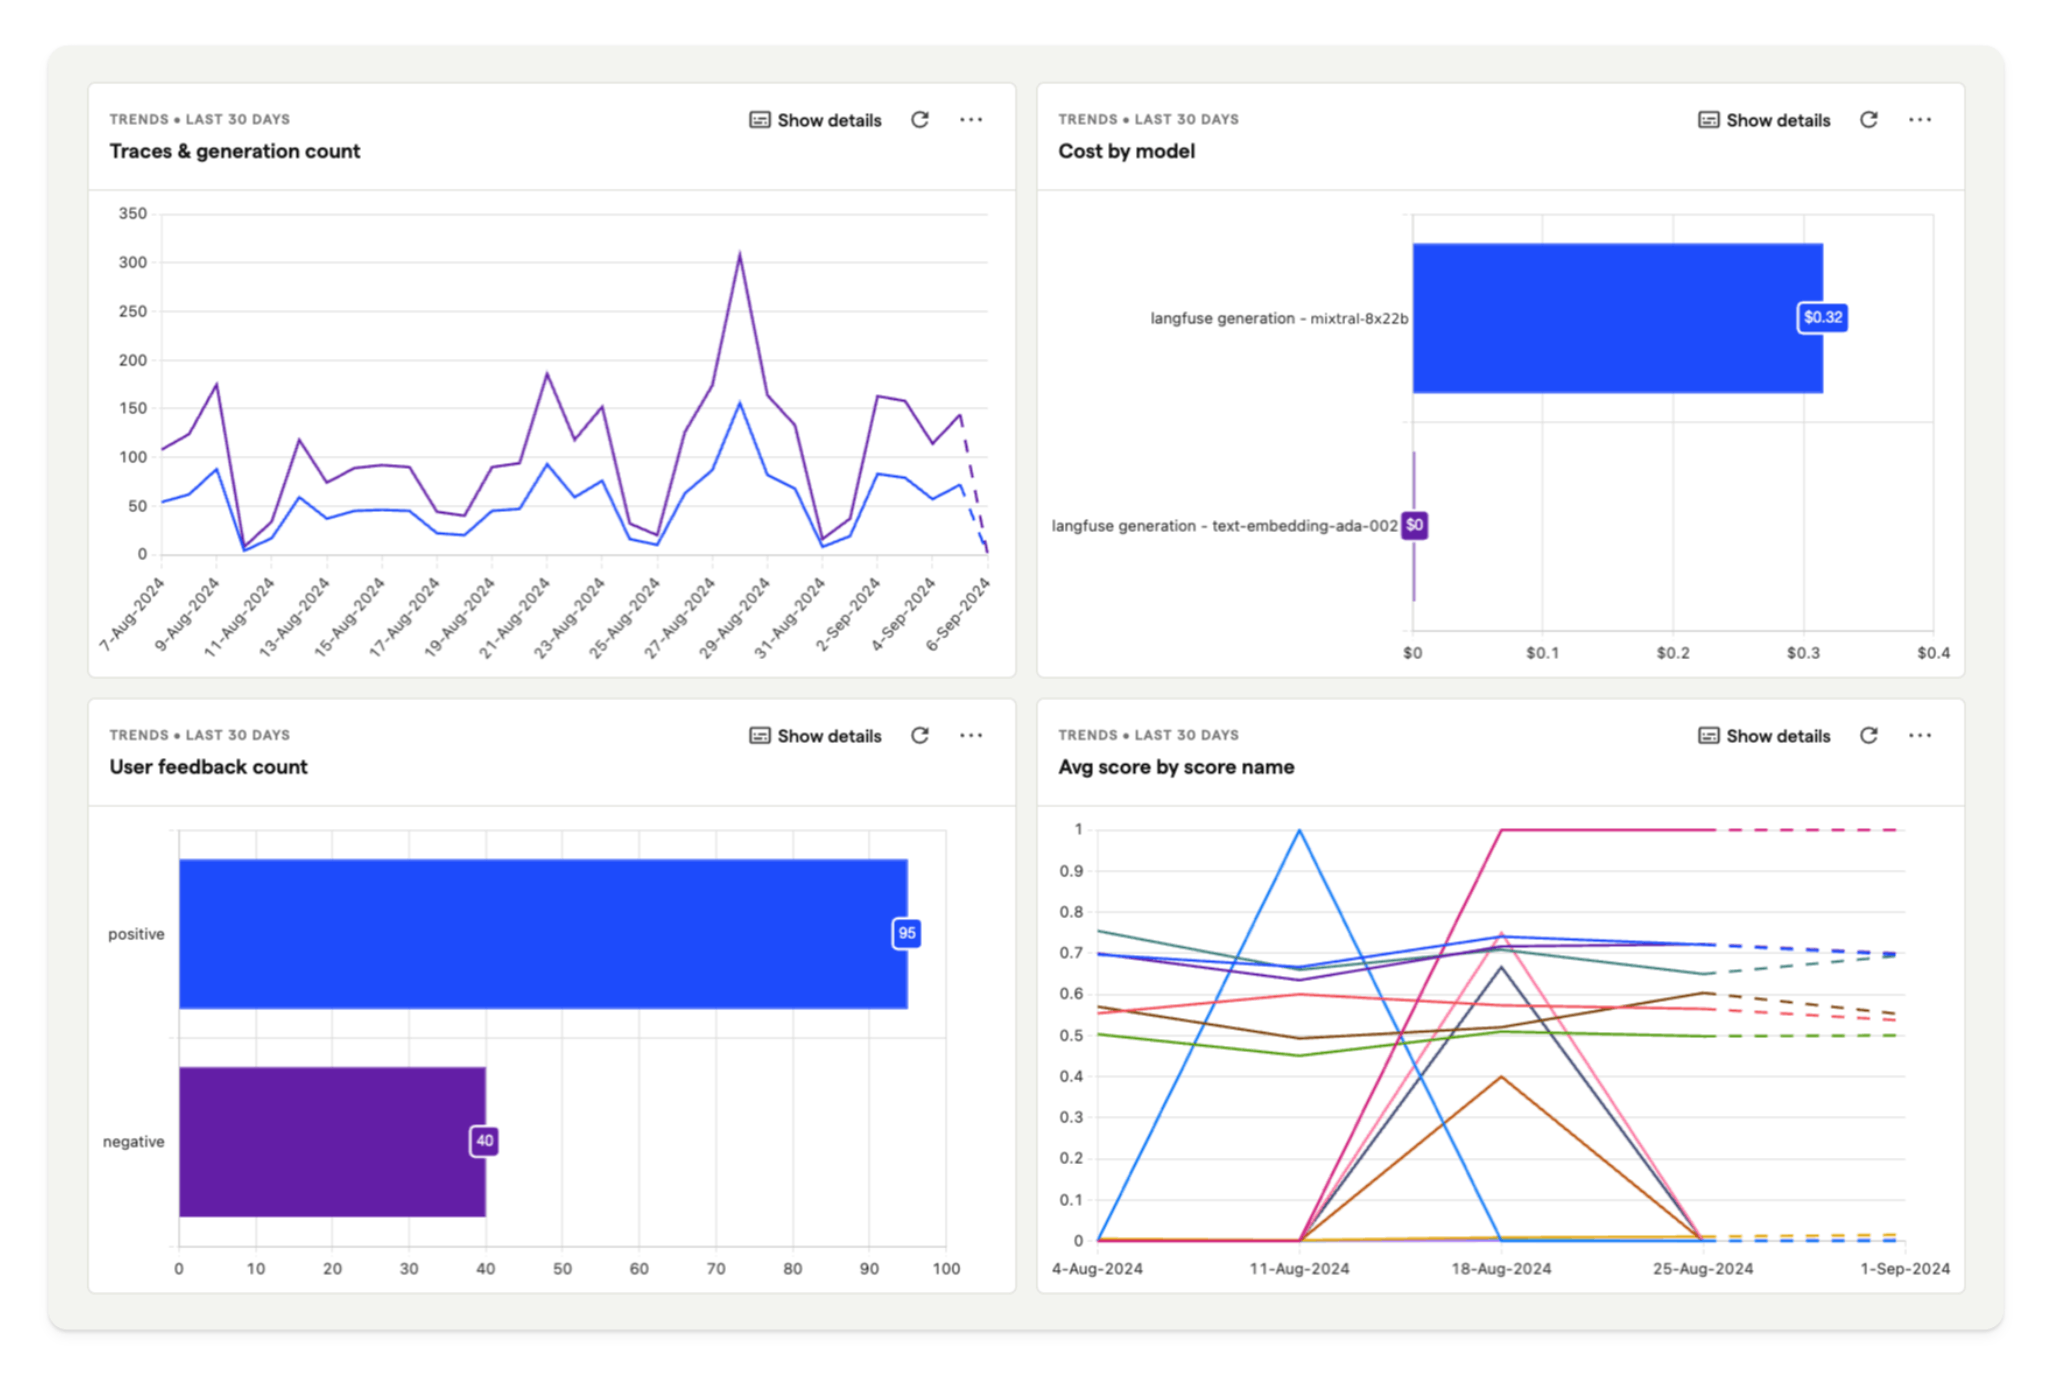 TRENDS • LAST 30 DAYS
Show details
Traces & generation count
350
300
250
200
150
100
50
0
7-Aug-2024
9-Aug-2024
11-Aug-2024
13-Aug-2024
15-Aug-2024
17-Aug-2024
19-Aug-2024
21-Aug-2024
23-Aug-2024
25-Aug-2024
27-Aug-2024
29-Aug-2024
31-Aug-2024
2-Sep-2024
4-Sep-2024
6-Sep-2024
TRENDS • LAST 30 DAYS
Show details
Cost by model
langfuse generation - mixtral-8x22b
$0.32
langfuse generation - text-embedding-ada-002
$0
$0 $0.1 $0.2 $0.3 $0.4
TRENDS • LAST 30 DAYS
Show details
User feedback count
positive
95
negative
40
0 10 20 30 40 50 60 70 80 90 100
TRENDS • LAST 30 DAYS
Show details
Avg score by score name
1
0.9
0.8
0.7
0.6
0.5
0.4
0.3
0.2
0.1
0
4-Aug-2024 11-Aug-2024 18-Aug-2024 25-Aug-2024 1-Sep-2024